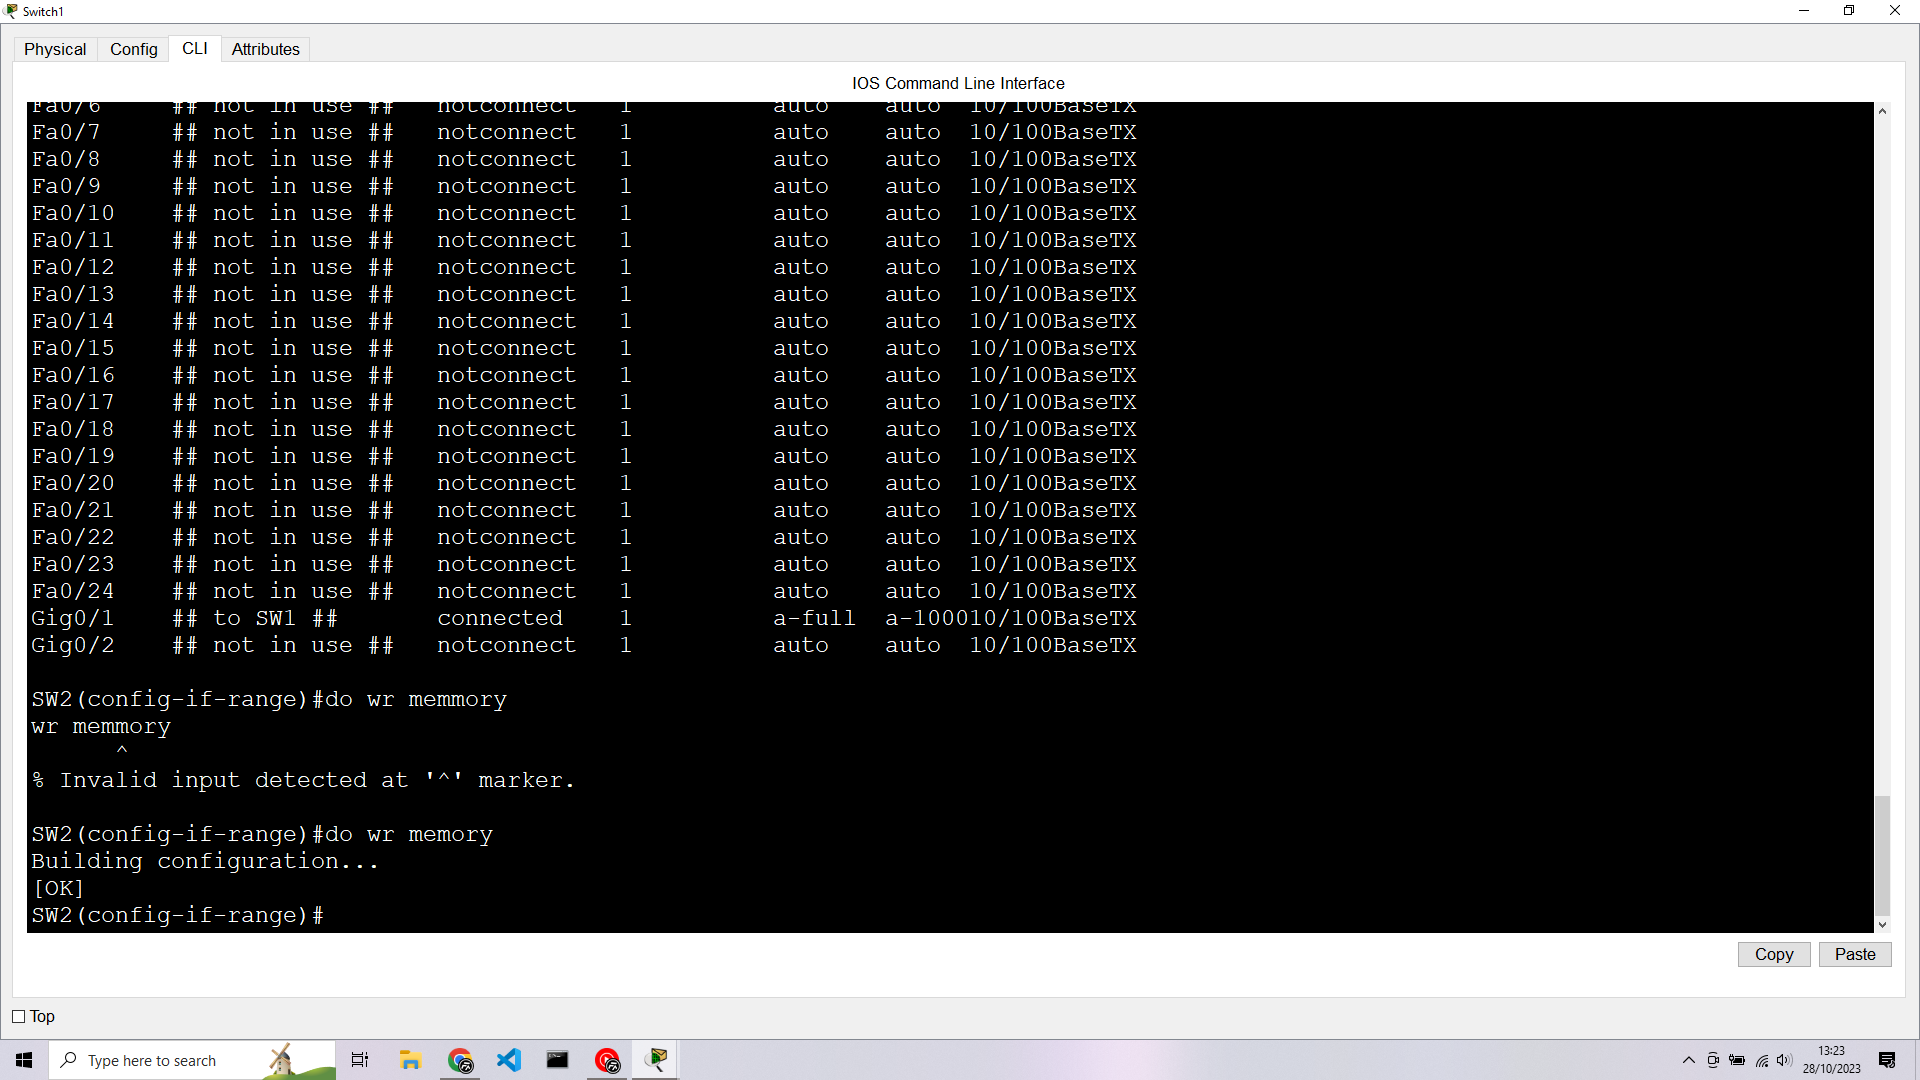 Switch1
Physical Config CLI Attributes
IOS Command Line Interface
Fa0/6 ## not in use ## notconnect 1 auto auto 10/100BaseTX
Fa0/7 ## not in use ## notconnect 1 auto auto 10/100BaseTX
Fa0/8 ## not in use ## notconnect 1 auto auto 10/100BaseTX
Fa0/9 ## not in use ## notconnect 1 auto auto 10/100BaseTX
Fa0/10 ## not in use ## notconnect 1 auto auto 10/100BaseTX
Fa0/11 ## not in use ## notconnect 1 auto auto 10/100BaseTX
Fa0/12 ## not in use ## notconnect 1 auto auto 10/100BaseTX
Fa0/13 ## not in use ## notconnect 1 auto auto 10/100BaseTX
Fa0/14 ## not in use ## notconnect 1 auto auto 10/100BaseTX
Fa0/15 ## not in use ## notconnect 1 auto auto 10/100BaseTX
Fa0/16 ## not in use ## notconnect 1 auto auto 10/100BaseTX
Fa0/17 ## not in use ## notconnect 1 auto auto 10/100BaseTX
Fa0/18 ## not in use ## notconnect 1 auto auto 10/100BaseTX
Fa0/19 ## not in use ## notconnect 1 auto auto 10/100BaseTX
Fa0/20 ## not in use ## notconnect 1 auto auto 10/100BaseTX
Fa0/21 ## not in use ## notconnect 1 auto auto 10/100BaseTX
Fa0/22 ## not in use ## notconnect 1 auto auto 10/100BaseTX
Fa0/23 ## not in use ## notconnect 1 auto auto 10/100BaseTX
Fa0/24 ## not in use ## notconnect 1 auto auto 10/100BaseTX
Gig0/1 ## to SW1 ## connected 1 a-full a-100010/100BaseTX
Gig0/2 ## not in use ## notconnect 1 auto auto 10/100BaseTX
SW2(config-if-range)#do wr memmory
wr memmory
^
% Invalid input detected at '^' marker.
SW2(config-if-range)#do wr memory
Building configuration...
[OK]
SW2(config-if-range)#
Copy Paste
Top
Type here to search
13:23
28/10/2023